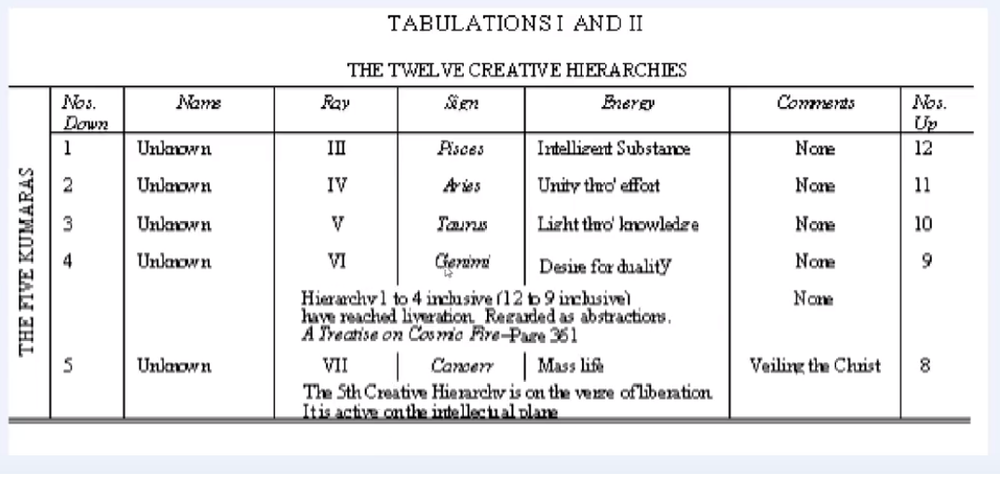 TABULATIONS I AND II
THE TWELVE CREATIVE HIERARCHIES
THE FIVE KUMARAS
Nos. Down Name Ray Sign Energy Comments Nos. Up
1 Unknown III Pisces Intelligent Substance None 12
2 Unknown IV Aries Unity thro' effort None 11
3 Unknown V Taurus Light thro' knowledge None 10
4 Unknown VI Gemini Desire for duality None 9
Hierarchy 1 to 4 inclusive (12 to 9 inclusive) None
have reached liveration. Regarded as abstractions.
A Treatise on Cosmic Fire–Page 361
5 Unknown VII Cancerr Mass life Veiling the Christ 8
The 5th Creative Hierarchy is on the verge of liberation.
It is active on the intellectual plane